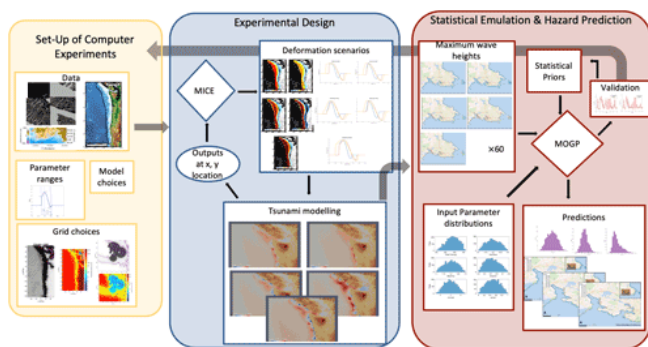 Set-Up of Computer
Experiments
Data
Parameter
ranges
Model
choices
Grid choices
Experimental Design
Deformation scenarios
MICE
Outputs
at x, y
location
Tsunami modelling
Statistical Emulation & Hazard Prediction
Maximum wave
heights
×60
Statistical
Priors
Validation
MOGP
Input Parameter
distributions
Predictions